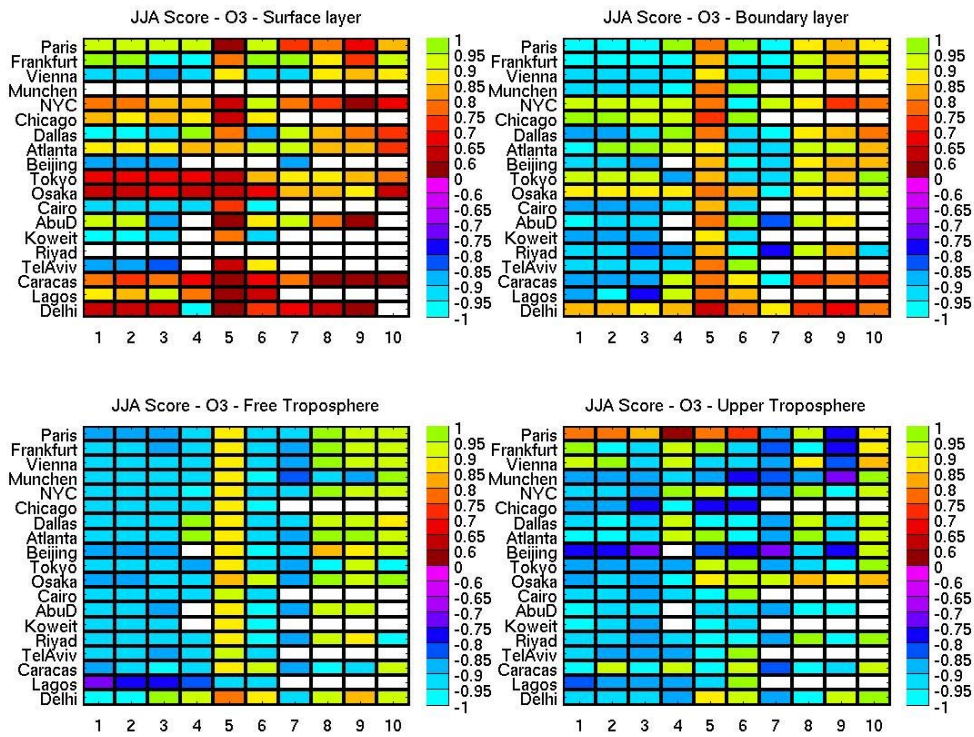 JJA Score - O3 - Surface layer
Paris
Frankfurt
Vienna
Munchen
NYC
Chicago
Dallas
Atlanta
Beijing
Tokyo
Osaka
Cairo
AbuD
Koweit
Riyad
TelAviv
Caracas
Lagos
Delhi
1 2 3 4 5 6 7 8 9 10
1
0.95
0.9
0.85
0.8
0.75
0.7
0.65
0.6
0
-0.6
-0.65
-0.7
-0.75
-0.8
-0.85
-0.9
-0.95
-1
JJA Score - O3 - Boundary layer
Paris
Frankfurt
Vienna
Munchen
NYC
Chicago
Dallas
Atlanta
Beijing
Tokyo
Osaka
Cairo
AbuD
Koweit
Riyad
TelAviv
Caracas
Lagos
Delhi
1 2 3 4 5 6 7 8 9 10
1
0.95
0.9
0.85
0.8
0.75
0.7
0.65
0.6
0
-0.6
-0.65
-0.7
-0.75
-0.8
-0.85
-0.9
-0.95
-1
JJA Score - O3 - Free Troposphere
Paris
Frankfurt
Vienna
Munchen
NYC
Chicago
Dallas
Atlanta
Beijing
Tokyo
Osaka
Cairo
AbuD
Koweit
Riyad
TelAviv
Caracas
Lagos
Delhi
1 2 3 4 5 6 7 8 9 10
1
0.95
0.9
0.85
0.8
0.75
0.7
0.65
0.6
0
-0.6
-0.65
-0.7
-0.75
-0.8
-0.85
-0.9
-0.95
-1
JJA Score - O3 - Upper Troposphere
Paris
Frankfurt
Vienna
Munchen
NYC
Chicago
Dallas
Atlanta
Beijing
Tokyo
Osaka
Cairo
AbuD
Koweit
Riyad
TelAviv
Caracas
Lagos
Delhi
1 2 3 4 5 6 7 8 9 10
1
0.95
0.9
0.85
0.8
0.75
0.7
0.65
0.6
0
-0.6
-0.65
-0.7
-0.75
-0.8
-0.85
-0.9
-0.95
-1